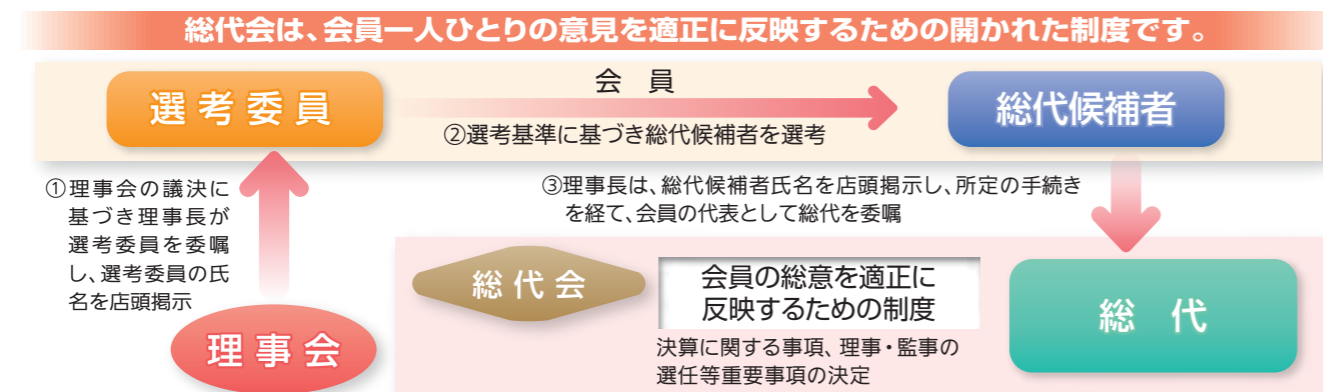 総代会は、会員一人ひとりの意見を適正に反映するための開かれた制度です。
選考委員
会員
②選考基準に基づき総代候補者を選考
総代候補者
①理事会の議決に
基づき理事長が
選考委員を委嘱
し、選考委員の氏
名を店頭掲示
③理事長は、総代候補者氏名を店頭掲示し、所定の手続き
を経て、会員の代表として総代を委嘱
理事会
総代会
会員の総意を適正に
反映するための制度
決算に関する事項、理事・監事の
選任等重要事項の決定
総代